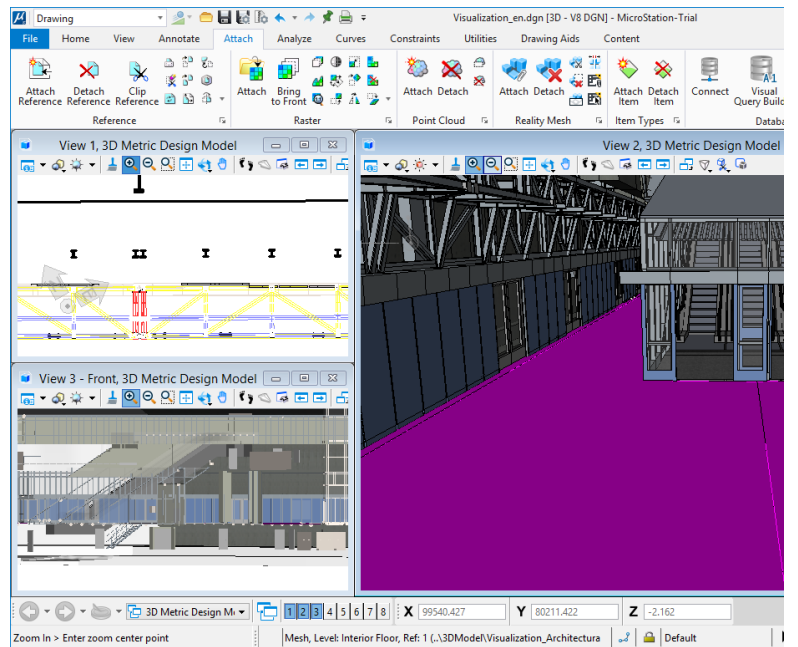 Drawing
Visualization_en.dgn [3D - V8 DGN] - MicroStation-Trial
File Home View Annotate Attach Analyze Curves Constraints Utilities Drawing Aids Content
Attach Reference
Detach Reference
Clip Reference
Attach
Bring to Front
Attach
Detach
Attach
Detach
Attach Item
Detach Item
Connect
Visual Query Build
Reference Raster Point Cloud Reality Mesh Item Types Databa
View 1, 3D Metric Design Model
View 2, 3D Metric Design Model
View 3 - Front, 3D Metric Design Model
3D Metric Design M 1 2 3 4 5 6 7 8 X 99540.427 Y 80211.422 Z -2.162
Zoom In > Enter zoom center point Mesh, Level: Interior Floor, Ref: 1 (..\3DModel\Visualization_Architectura Default